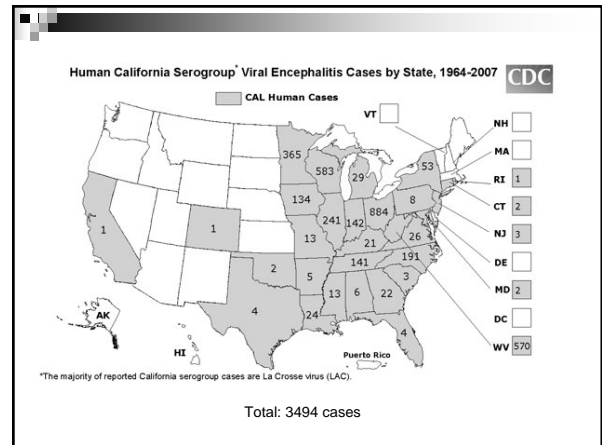 Human California Serogroup* Viral Encephalitis Cases by State, 1964-2007
CDC
CAL Human Cases
VT
NH
MA
RI 1
CT 2
NJ 3
DE
MD 2
DC
WV 570
365
583
29
53
134
241
142
884
8
1
1
13
21
26
2
141
191
5
3
4
13
6
22
24
4
AK
HI
Puerto Rico
*The majority of reported California serogroup cases are La Crosse virus (LAC).
Total: 3494 cases